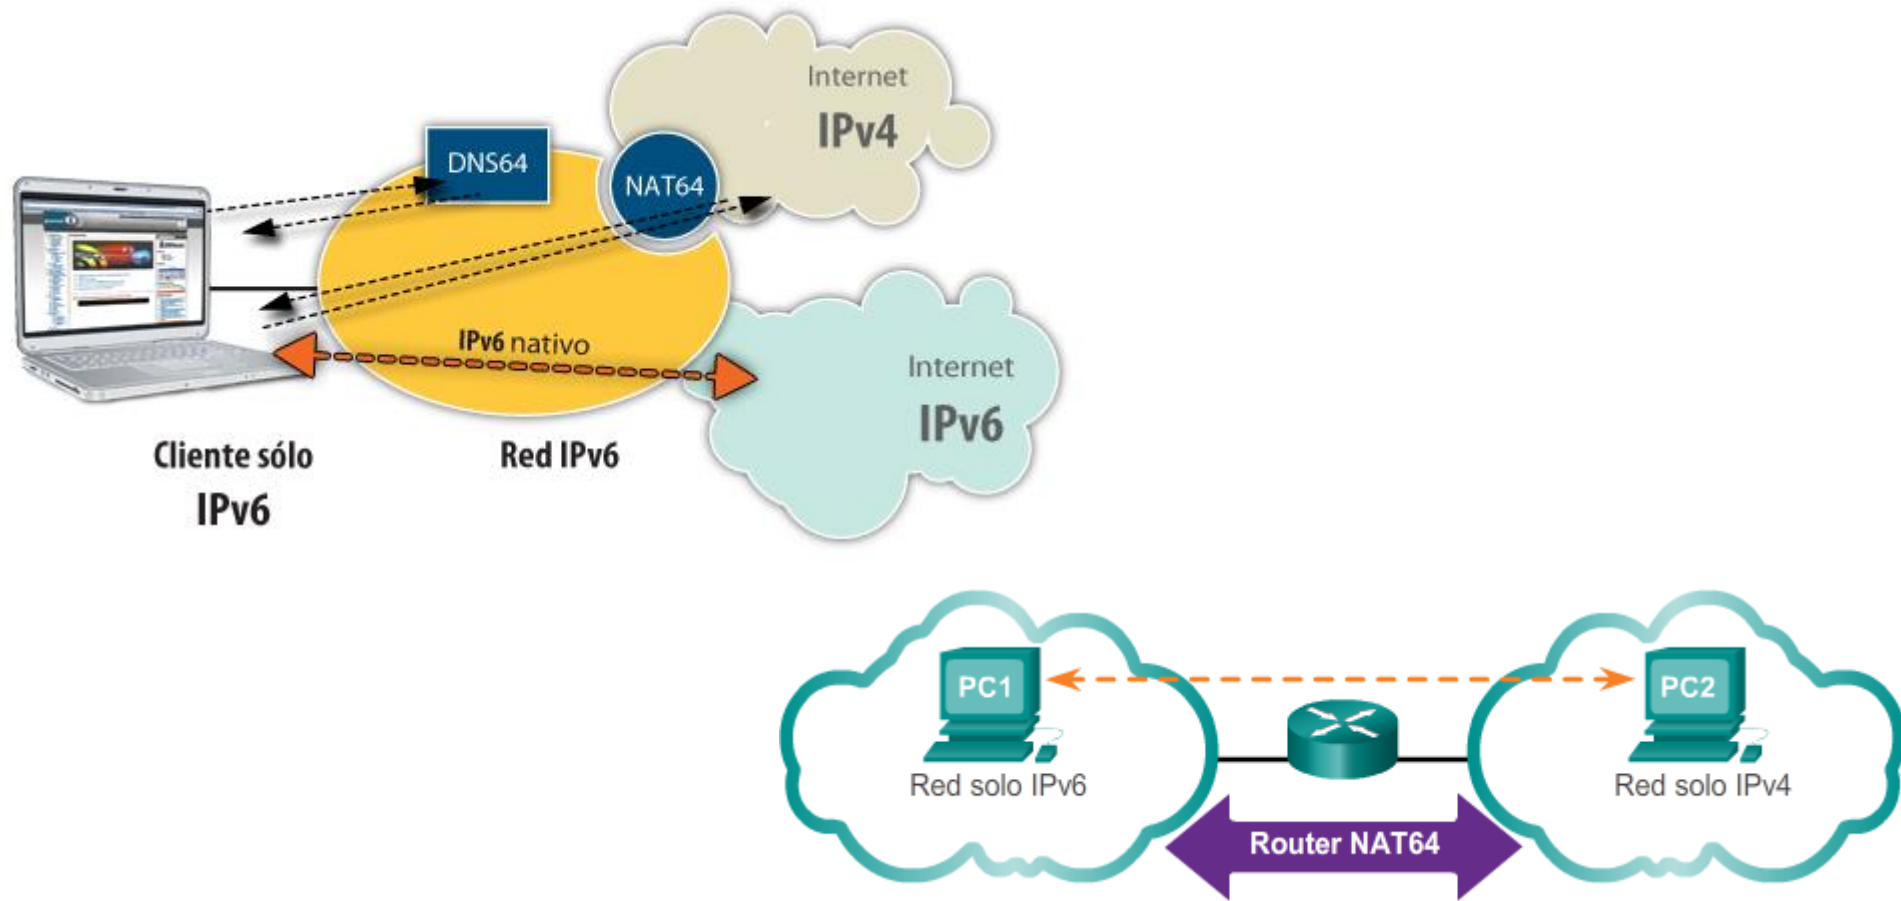 Internet
IPv4
DNS64
NAT64
IPv6 nativo
Internet
IPv6
Cliente sólo
IPv6
Red IPv6
PC1
PC2
Red solo IPv6
Red solo IPv4
Router NAT64